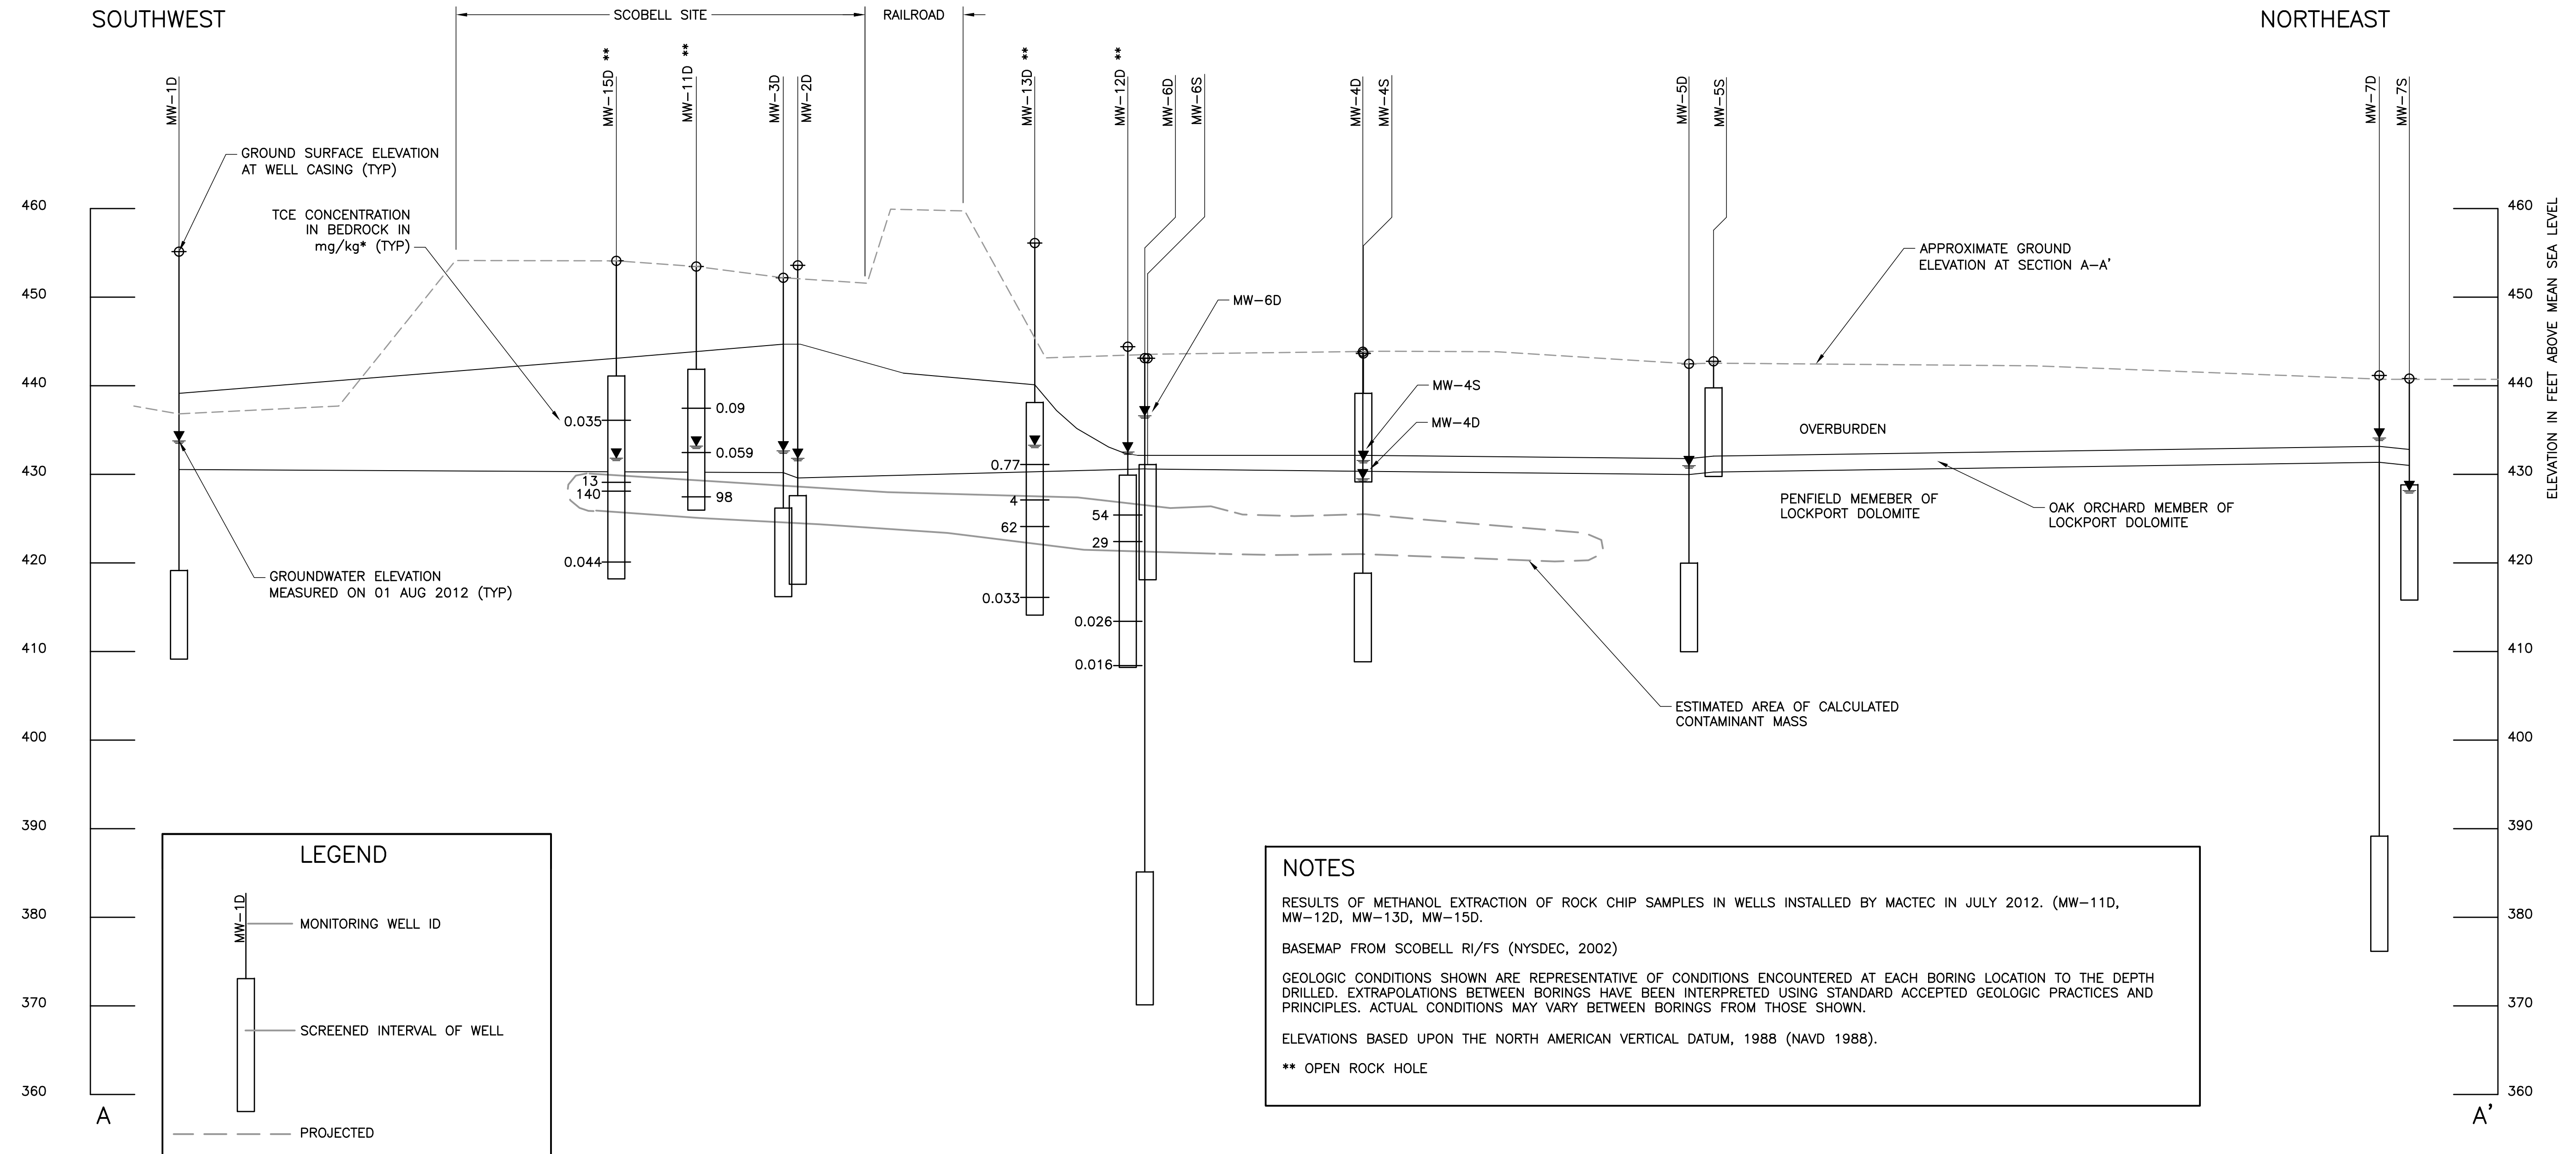 SOUTHWEST
SCOBELL SITE
RAILROAD
NORTHEAST
MW-1D
MW-15D **
MW-11D **
MW-3D
MW-2D
MW-13D **
MW-12D **
MW-6D
MW-6S
MW-4D
MW-4S
MW-5D
MW-5S
MW-7D
MW-7S
GROUND SURFACE ELEVATION
AT WELL CASING (TYP)
TCE CONCENTRATION
IN BEDROCK IN
mg/kg* (TYP)
APPROXIMATE GROUND
ELEVATION AT SECTION A-A'
MW-6D
MW-4S
MW-4D
OVERBURDEN
PENFIELD MEMEBER OF
LOCKPORT DOLOMITE
OAK ORCHARD MEMBER OF
LOCKPORT DOLOMITE
GROUNDWATER ELEVATION
MEASURED ON 01 AUG 2012 (TYP)
ESTIMATED AREA OF CALCULATED
CONTAMINANT MASS
0.035
13
140
0.044
0.09
0.059
98
0.77
4
62
0.033
54
29
0.026
0.016
460
450
440
430
420
410
400
390
380
370
360
A
460
450
440
430
420
410
400
390
380
370
360
A'
ELEVATION IN FEET ABOVE MEAN SEA LEVEL
LEGEND
MW-1D
MONITORING WELL ID
SCREENED INTERVAL OF WELL
PROJECTED
NOTES
RESULTS OF METHANOL EXTRACTION OF ROCK CHIP SAMPLES IN WELLS INSTALLED BY MACTEC IN JULY 2012. (MW-11D,
MW-12D, MW-13D, MW-15D.
BASEMAP FROM SCOBELL RI/FS (NYSDEC, 2002)
GEOLOGIC CONDITIONS SHOWN ARE REPRESENTATIVE OF CONDITIONS ENCOUNTERED AT EACH BORING LOCATION TO THE DEPTH
DRILLED. EXTRAPOLATIONS BETWEEN BORINGS HAVE BEEN INTERPRETED USING STANDARD ACCEPTED GEOLOGIC PRACTICES AND
PRINCIPLES. ACTUAL CONDITIONS MAY VARY BETWEEN BORINGS FROM THOSE SHOWN.
ELEVATIONS BASED UPON THE NORTH AMERICAN VERTICAL DATUM, 1988 (NAVD 1988).
** OPEN ROCK HOLE